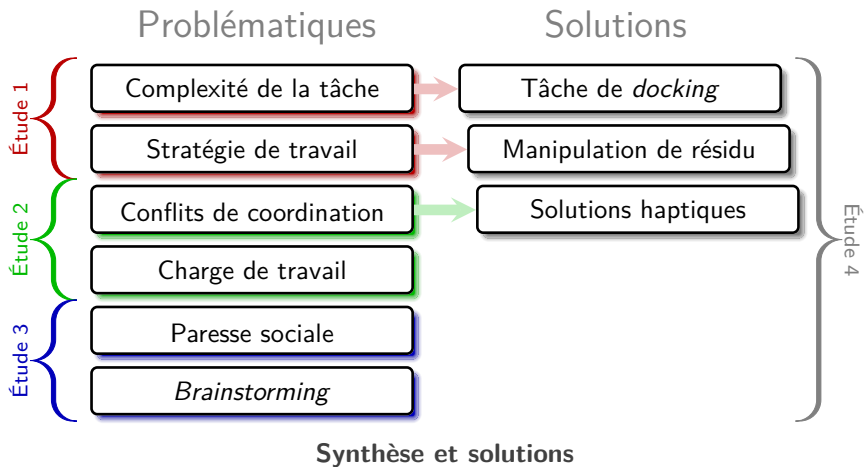 Problématiques
Solutions
Étude 1
Complexité de la tâche
Tâche de docking
Stratégie de travail
Manipulation de résidu
Étude 2
Conflits de coordination
Solutions haptiques
Charge de travail
Étude 3
Paresse sociale
Brainstorming
Étude 4
Synthèse et solutions